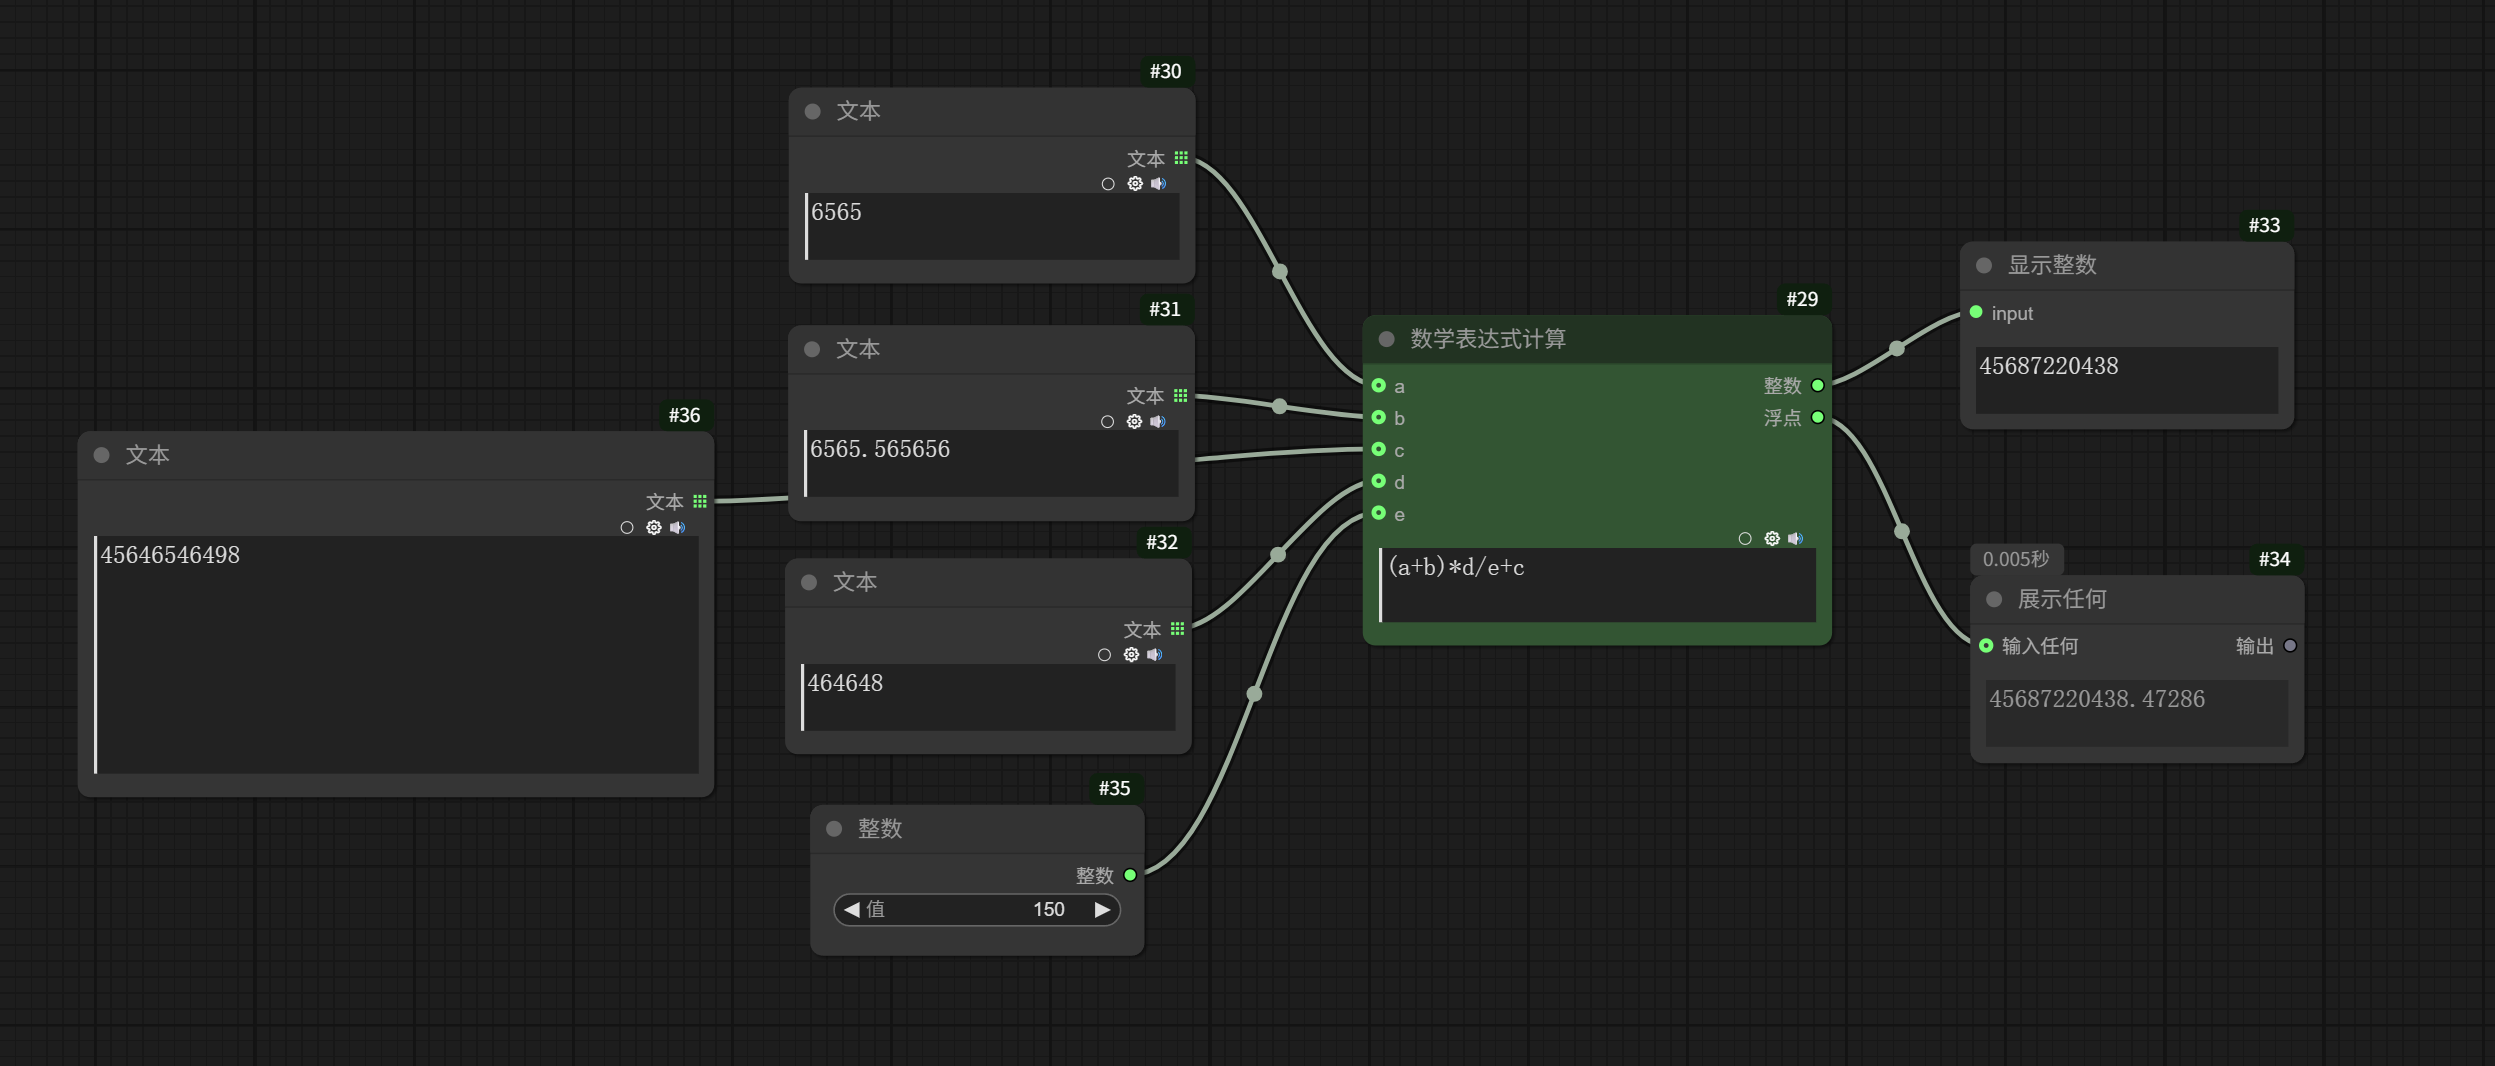 #30
文本
文本
6565
#31
文本
文本
6565.565656
#36
文本
文本
45646546498
#32
文本
文本
464648
#35
整数
整数
值 150
#29
数学表达式计算
a 整数
b 浮点
c
d
e
(a+b)*d/e+c
#33
显示整数
input
45687220438
0.005秒 #34
展示任何
输入任何 输出
45687220438.47286